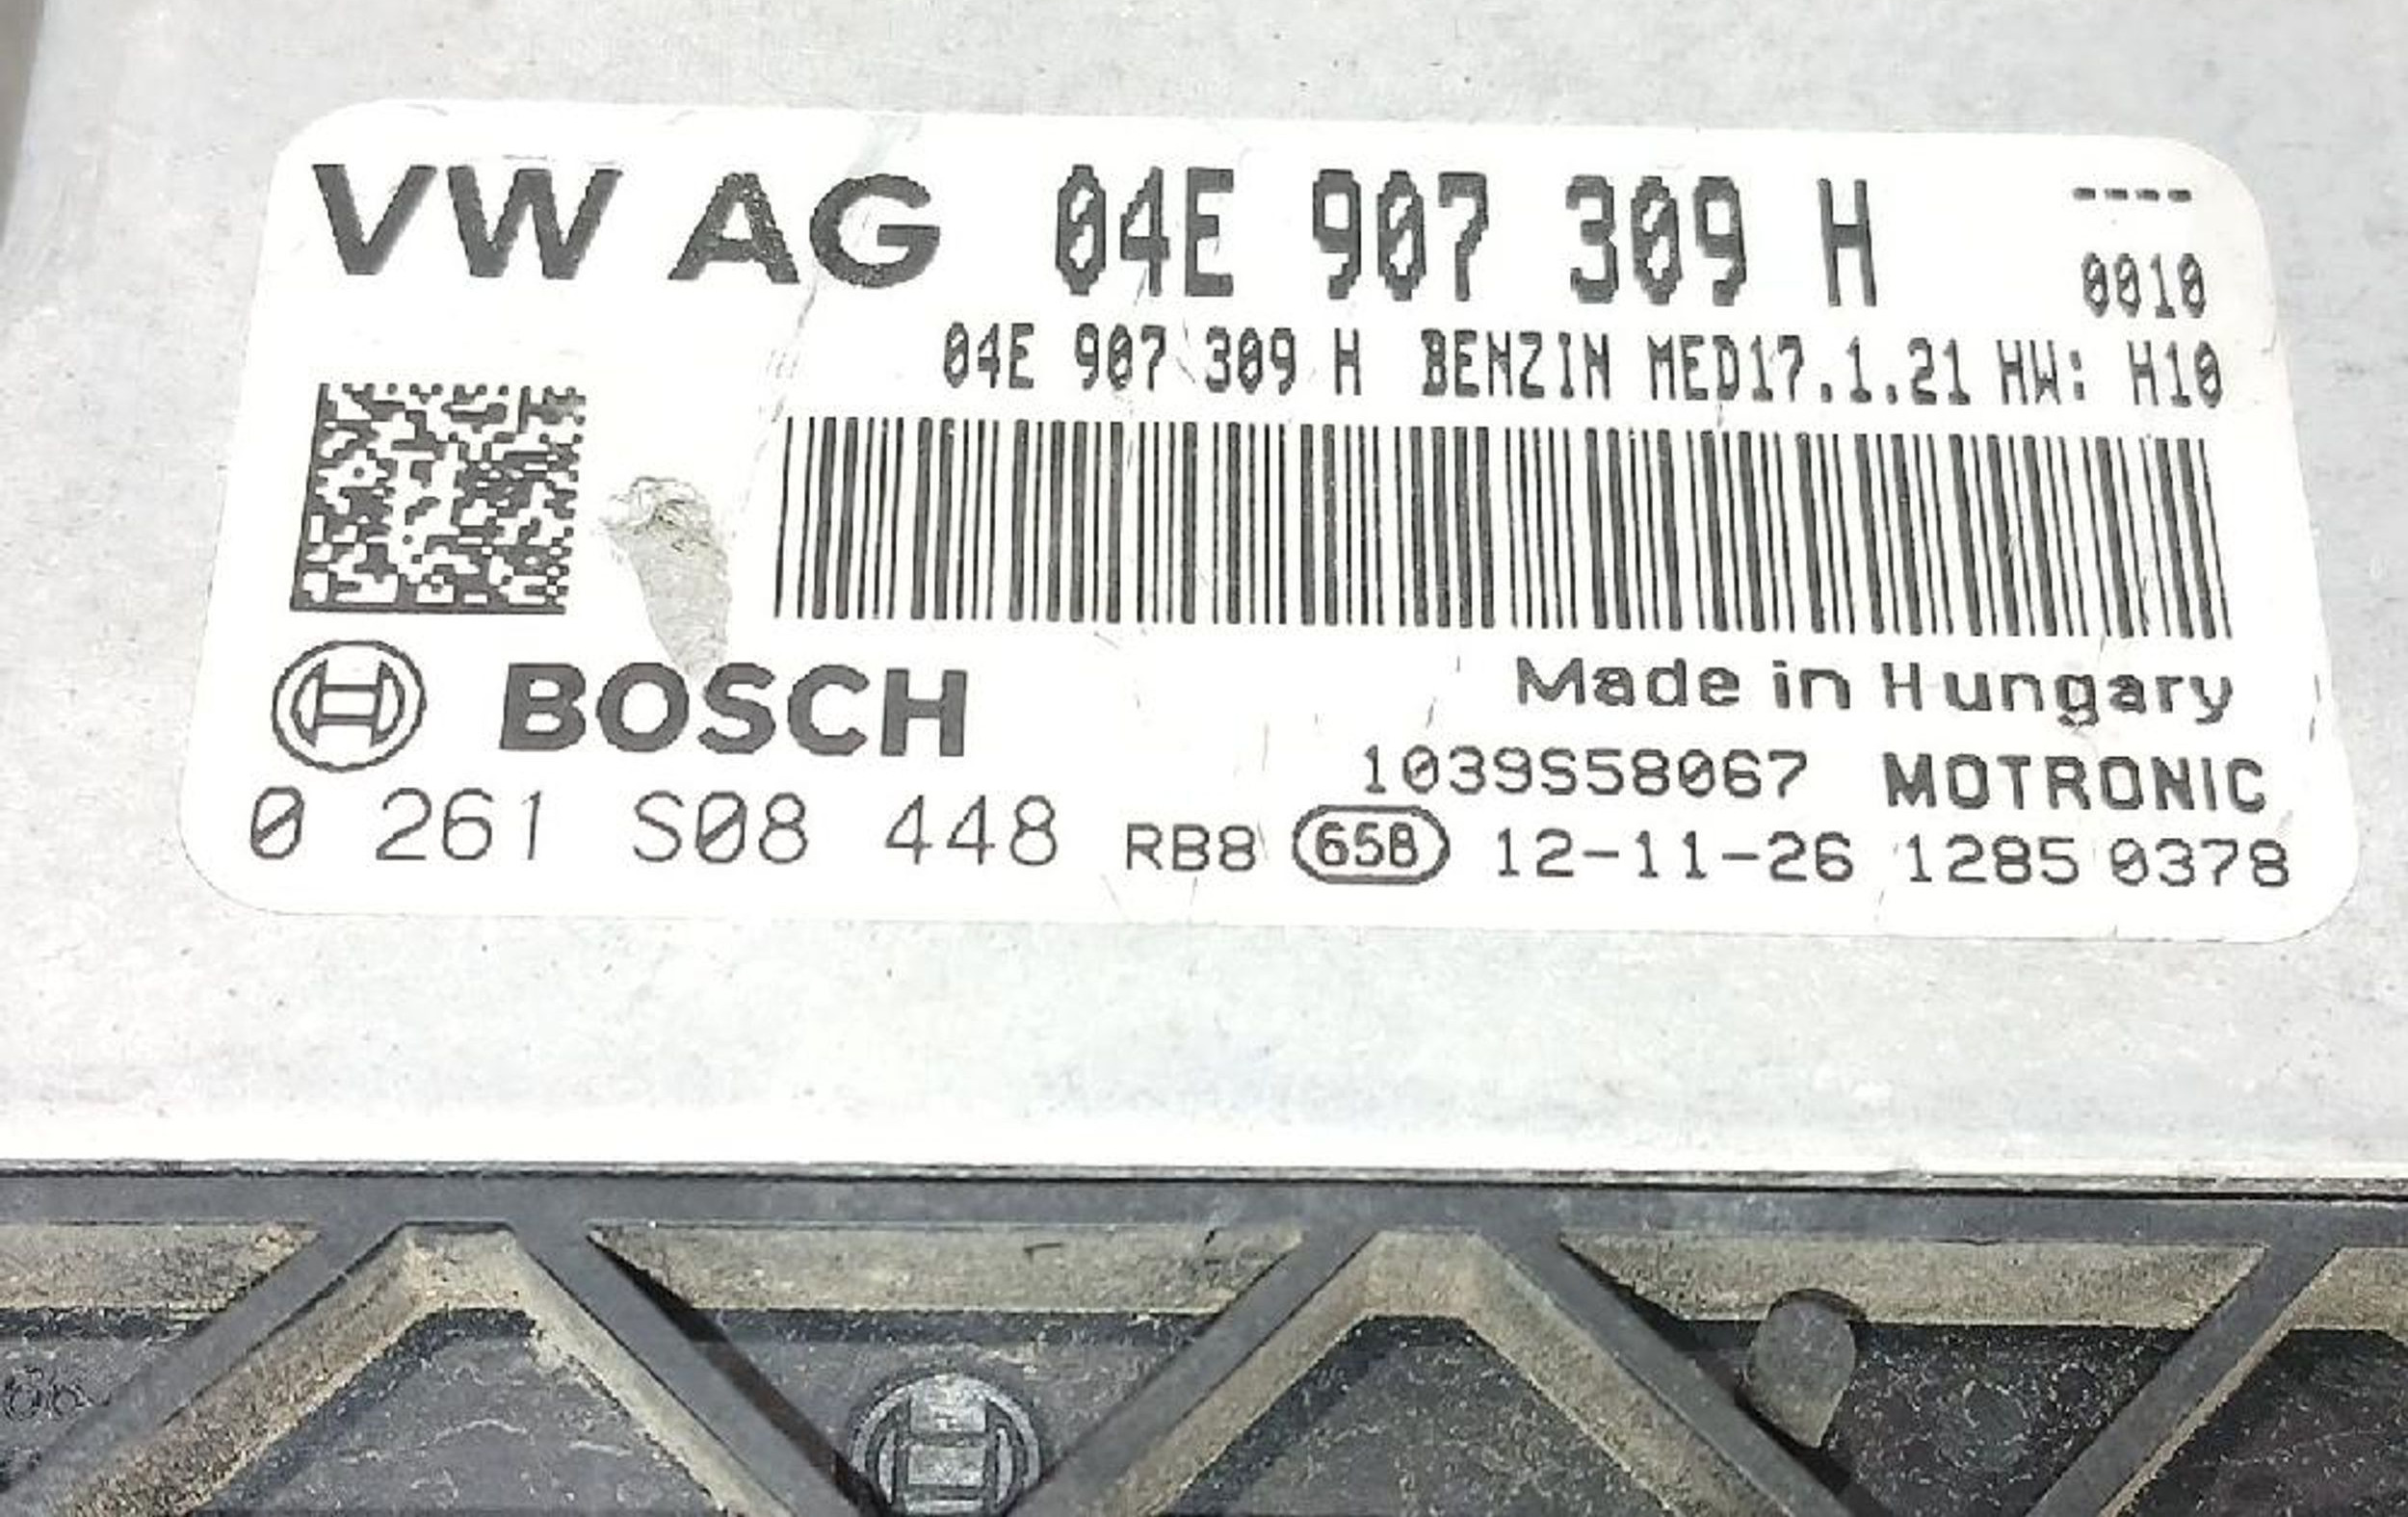 VW AG 04E 907 309 H ----
0010
04E 907 309 H BENZIN MED17.1.21 HW: H10
BOSCH
Made in Hungary
1039S58067 MOTRONIC
0 261 S08 448 RB8 658 12-11-26 1285 0378